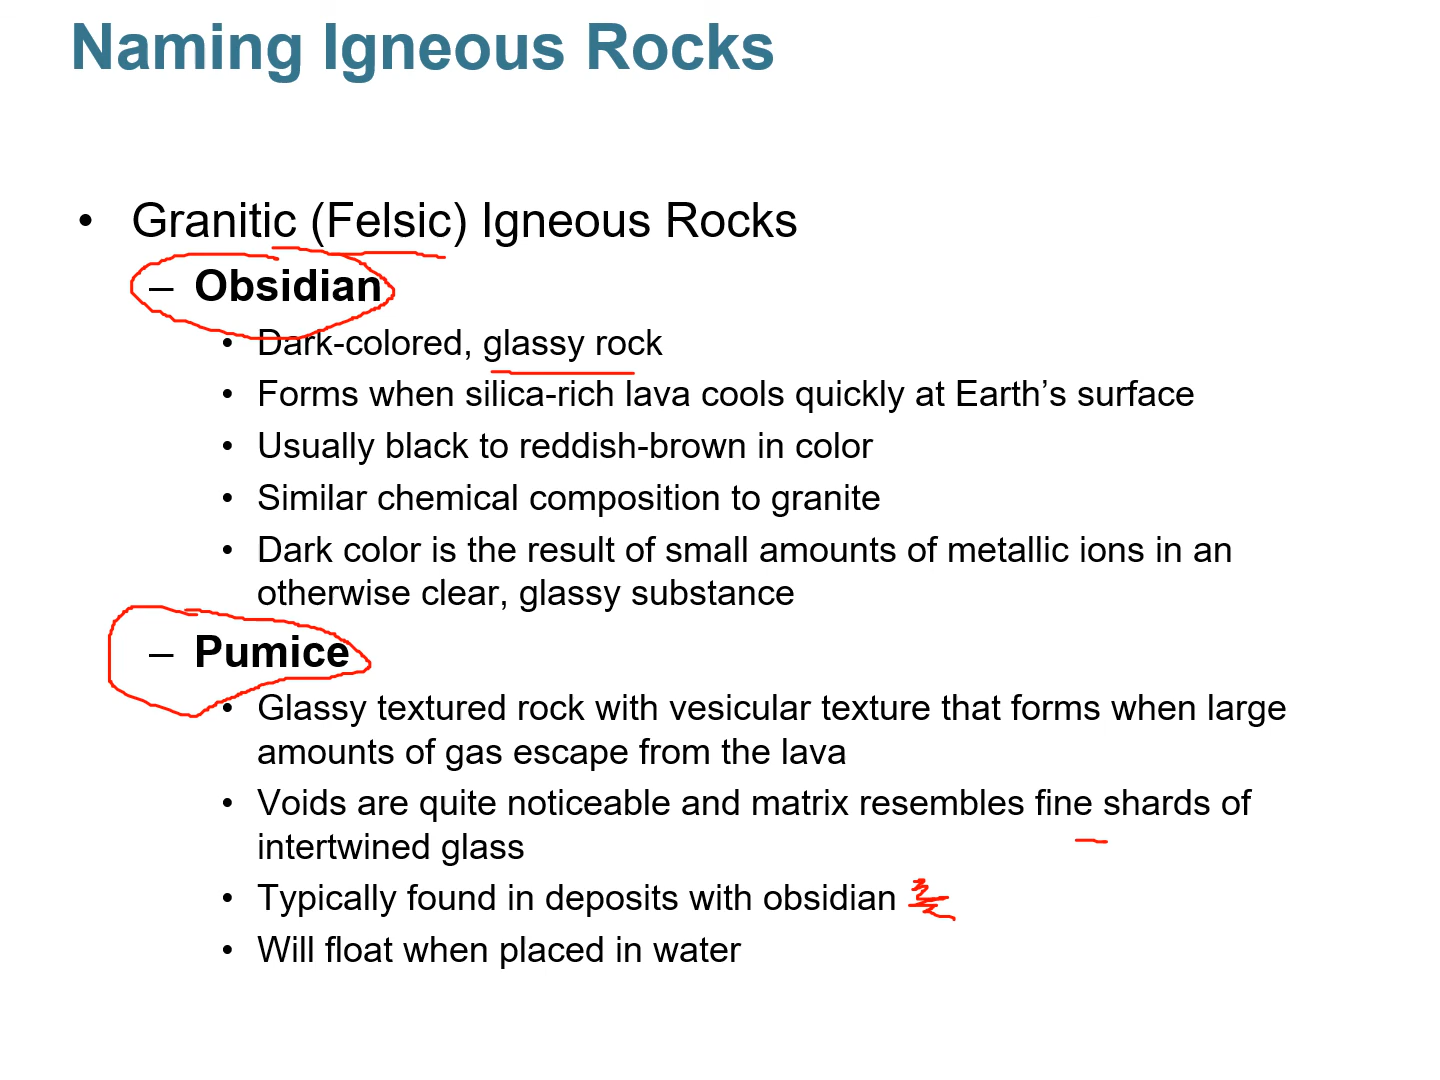 Naming Igneous Rocks
• Granitic (Felsic) Igneous Rocks
– Obsidian
• Dark-colored, glassy rock
• Forms when silica-rich lava cools quickly at Earth’s surface
• Usually black to reddish-brown in color
• Similar chemical composition to granite
• Dark color is the result of small amounts of metallic ions in an
otherwise clear, glassy substance
– Pumice
• Glassy textured rock with vesicular texture that forms when large
amounts of gas escape from the lava
• Voids are quite noticeable and matrix resembles fine shards of
intertwined glass
• Typically found in deposits with obsidian
• Will float when placed in water